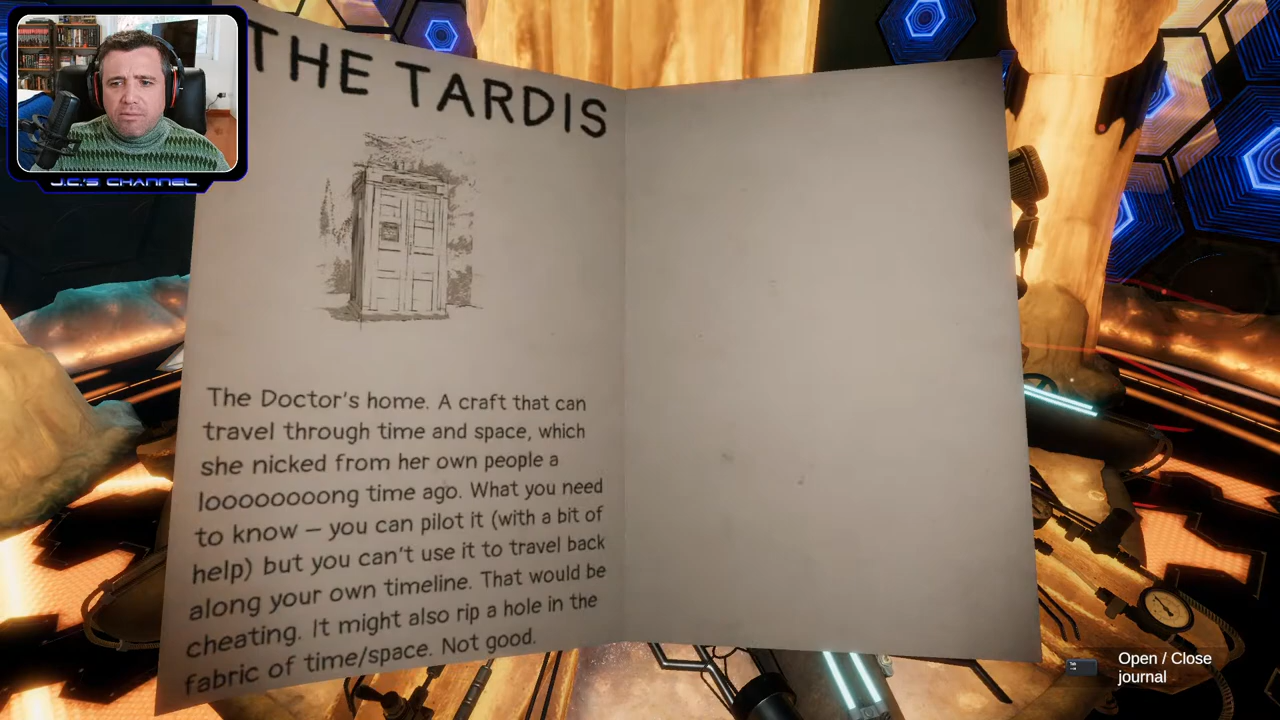 J.C.'S CHANNEL
THE TARDIS
The Doctor's home. A craft that can
travel through time and space, which
she nicked from her own people a
loooooooong time ago. What you need
to know – you can pilot it (with a bit of
help) but you can't use it to travel back
along your own timeline. That would be
cheating. It might also rip a hole in the
fabric of time/space. Not good.
Tab
Open / Close
journal